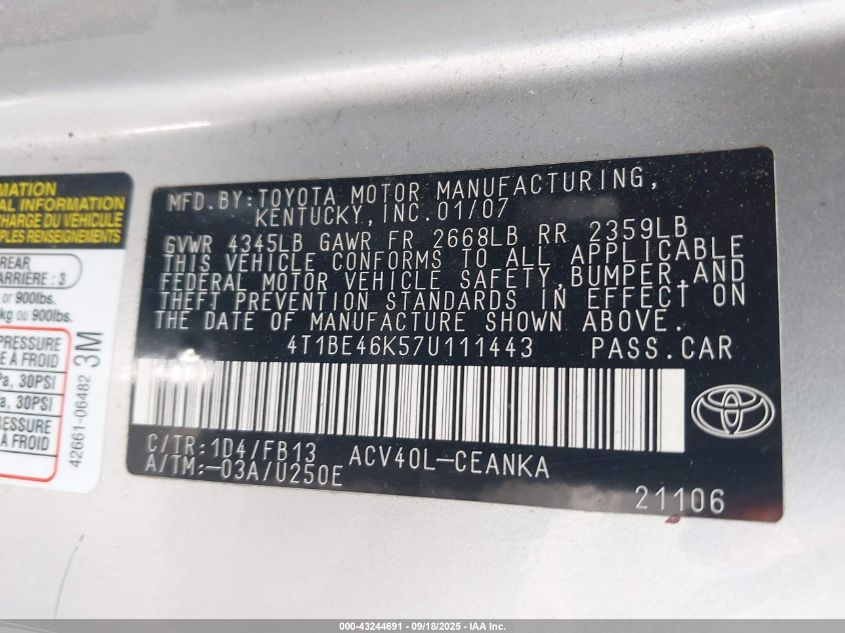 MATION
AL INFORMATION
CHARGE DU VEHICULE
PLES RENSEIGNEMENTS
REAR
ARRIÈRE : 3
or 900lbs.
kg ou 900lbs.
PRESSURE
E À FROID
Pa, 30PSI
Pa, 30PSI
RESSURE
E À FROID
42661-06482 3M
MFD.BY:TOYOTA MOTOR MANUFACTURING,
KENTUCKY,INC.01/07
GVWR 4345LB GAWR FR 2668LB RR 2359LB
THIS VEHICLE CONFORMS TO ALL APPLICABLE
FEDERAL MOTOR VEHICLE SAFETY,BUMPER,AND
THEFT PREVENTION STANDARDS IN EFFECT ON
THE DATE OF MANUFACTURE SHOWN ABOVE.
4T1BE46K57U111443 PASS.CAR
C/TR:1D4/FB13 ACV40L-CEANKA
A/TM:-03A/U250E
21106
000-43244691 - 09/18/2025 - IAA Inc.